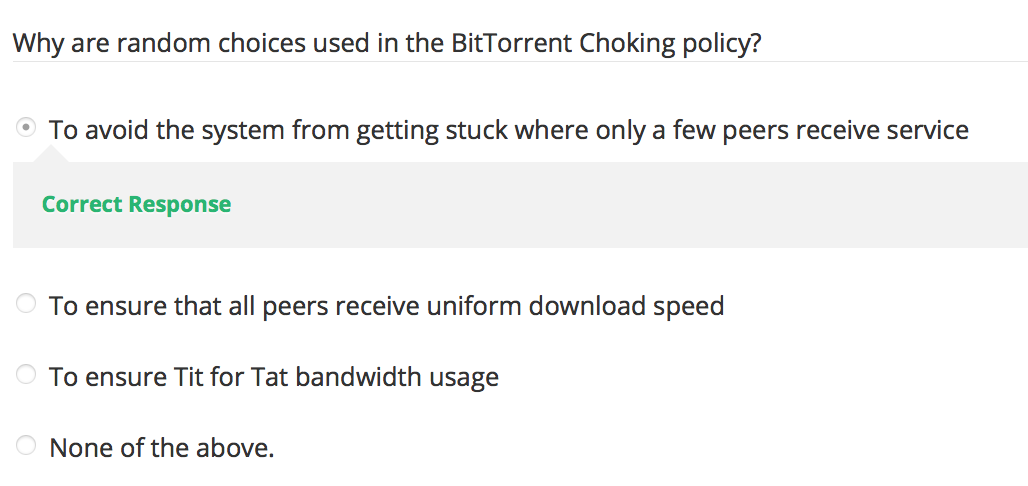 Why are random choices used in the BitTorrent Choking policy?
To avoid the system from getting stuck where only a few peers receive service
Correct Response
To ensure that all peers receive uniform download speed
To ensure Tit for Tat bandwidth usage
None of the above.